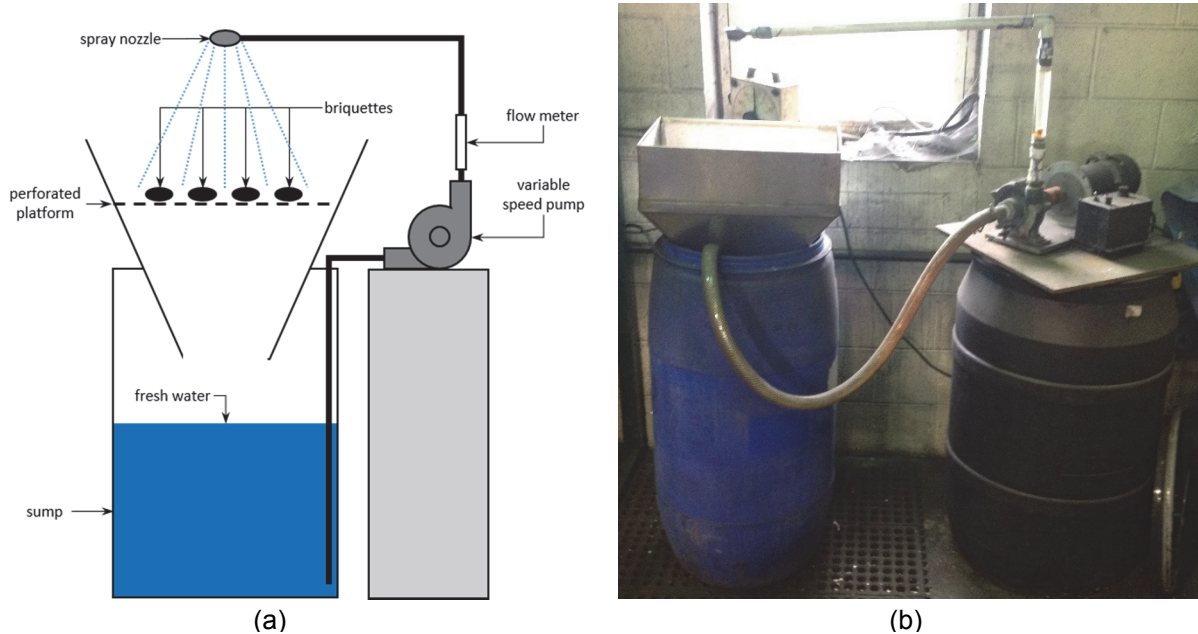 spray nozzle
briquettes
flow meter
perforated
platform
variable
speed pump
fresh water
sump
(a)
(b)